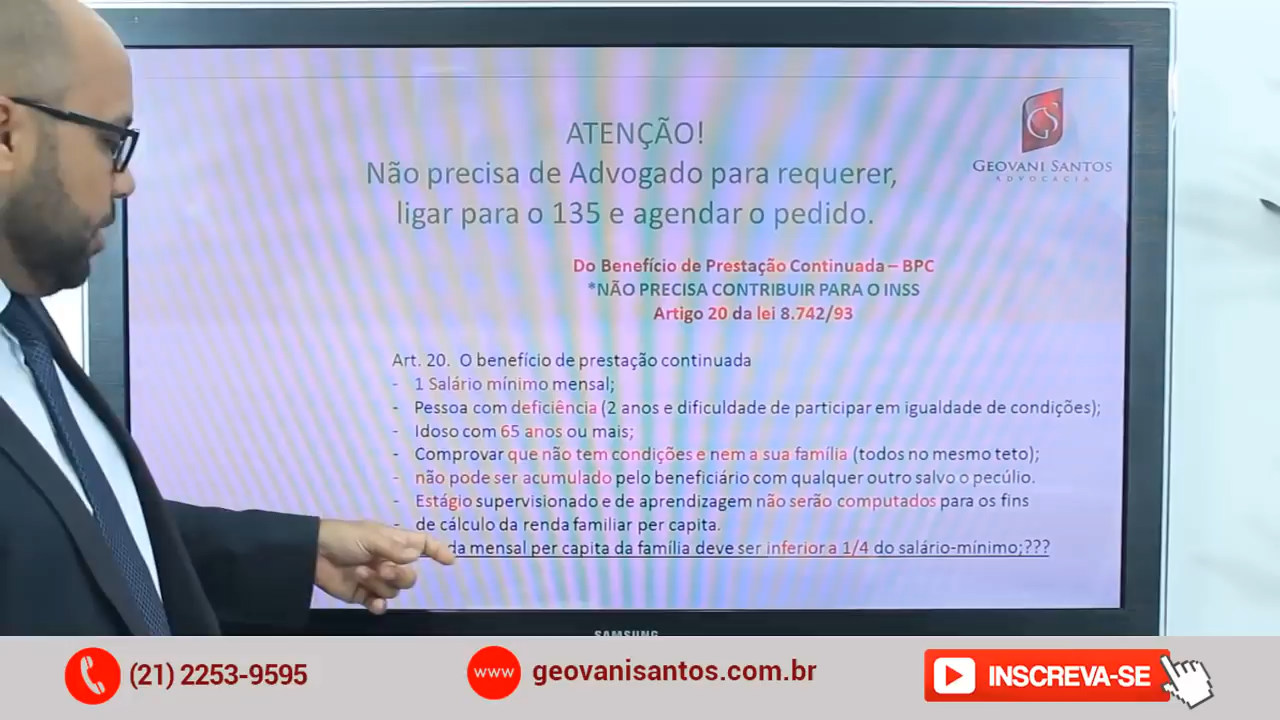 ATENÇÃO!
Não precisa de Advogado para requerer,
ligar para o 135 e agendar o pedido.
GEOVANI SANTOS
ADVOCACIA
Do Benefício de Prestação Continuada – BPC
*NÃO PRECISA CONTRIBUIR PARA O INSS
Artigo 20 da lei 8.742/93
Art. 20. O benefício de prestação continuada
- 1 Salário mínimo mensal;
- Pessoa com deficiência (2 anos e dificuldade de participar em igualdade de condições);
- Idoso com 65 anos ou mais;
- Comprovar que não tem condições e nem a sua família (todos no mesmo teto);
- não pode ser acumulado pelo beneficiário com qualquer outro salvo o pecúlio.
- Estágio supervisionado e de aprendizagem não serão computados para os fins
- de cálculo da renda familiar per capita.
da mensal per capita da família deve ser inferior a 1/4 do salário-mínimo;???
SAMSUNG
(21) 2253-9595
www
geovanisantos.com.br
INSCREVA-SE